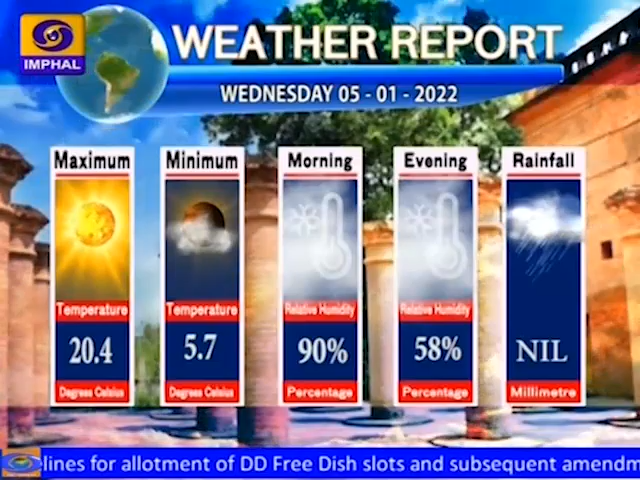 IMPHAL
WEATHER REPORT
WEDNESDAY 05 - 01 - 2022
Maximum
Temperature
20.4
Degrees Celsius
Minimum
Temperature
5.7
Degrees Celsius
Morning
Relative Humidity
90%
Percentage
Evening
Relative Humidity
58%
Percentage
Rainfall
NIL
Millimetre
lines for allotment of DD Free Dish slots and subsequent amendm